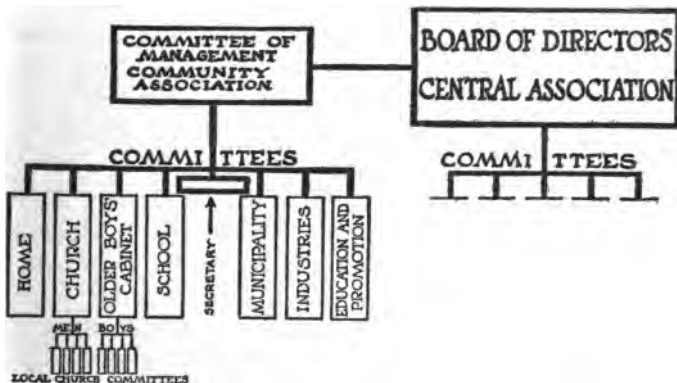 COMMITTEE OF
MANAGEMENT
COMMUNITY
ASSOCIATION
BOARD OF DIRECTORS
CENTRAL ASSOCIATION
COMMITTEES
COMMITTEES
HOME
CHURCH
OLDER BOYS'
CABINET
SCHOOL
SECRETARY
MUNICIPALITY
INDUSTRIES
EDUCATION AND
PROMOTION
MEN
BOYS
LOCAL CHURCH COMMITTEES